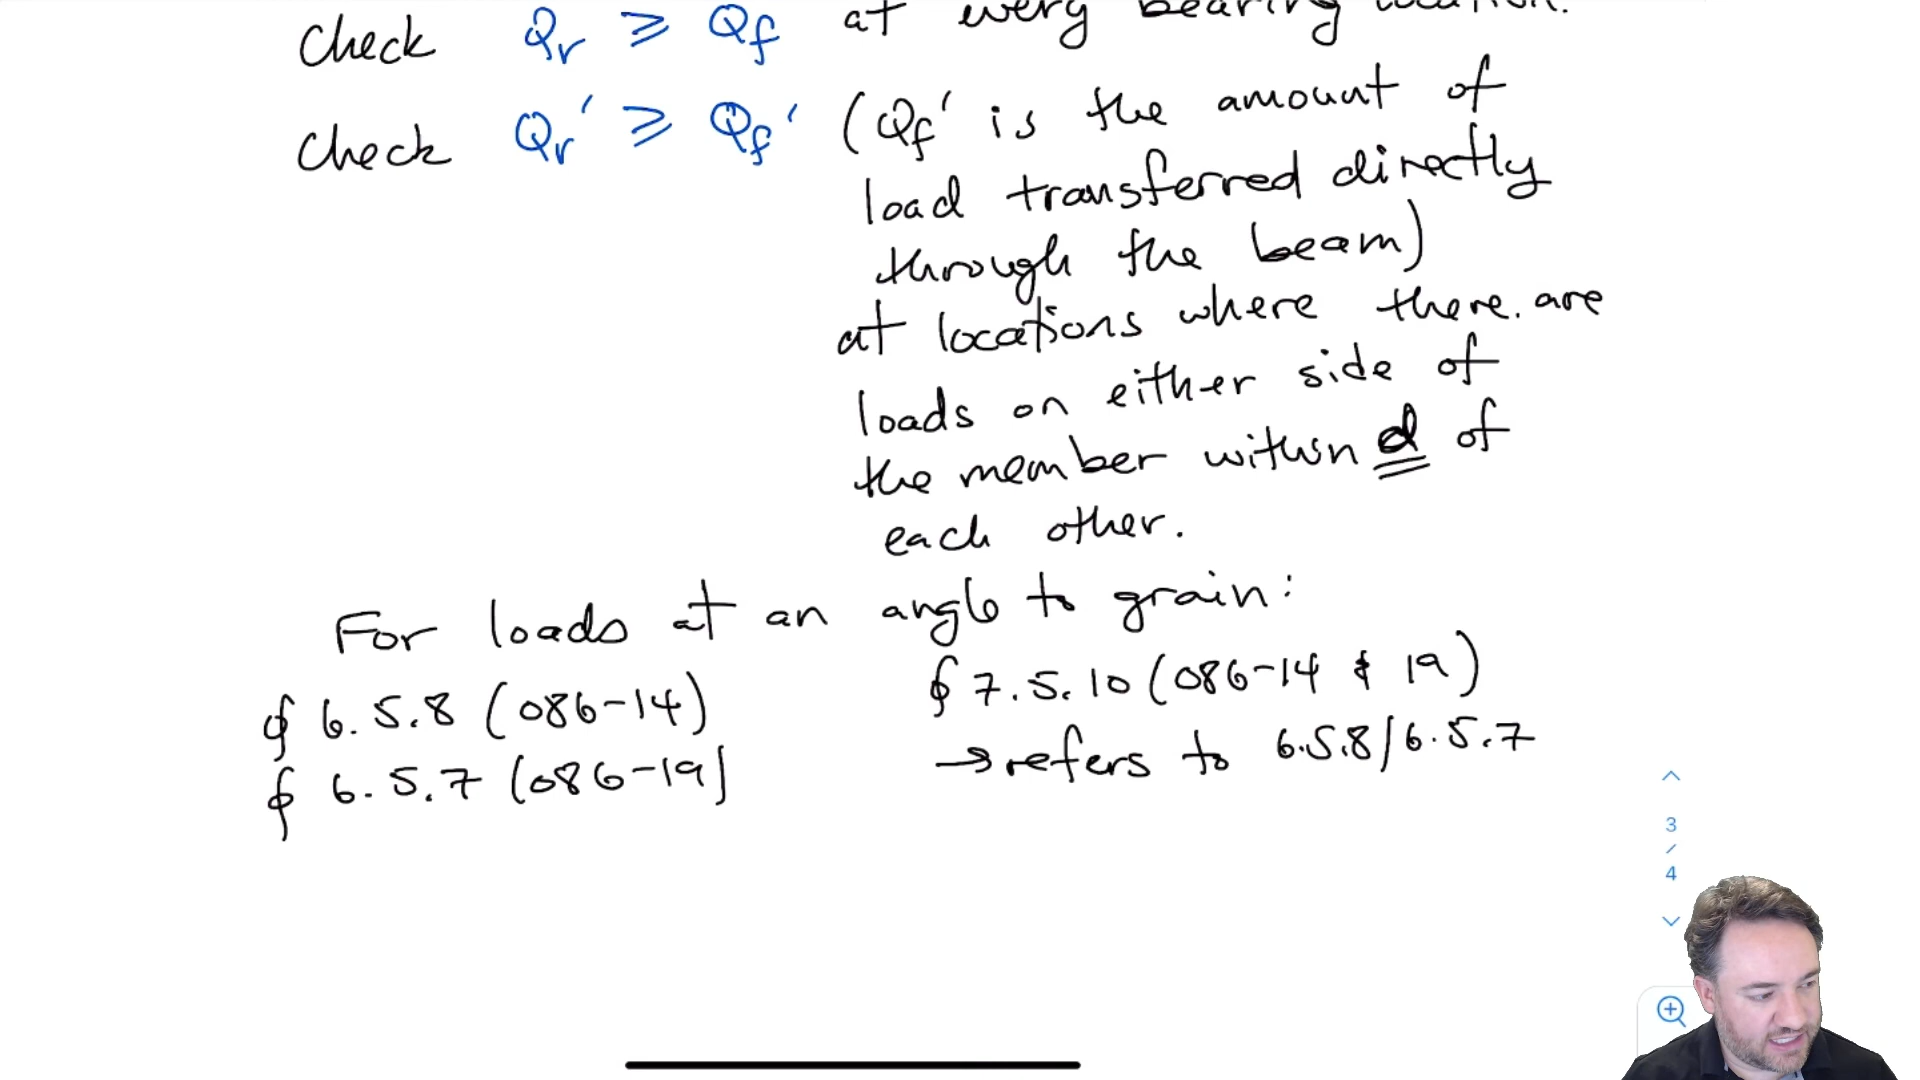 check Qr ≥ Qf at every bearing location.
check Qr' ≥ Qf' (Qf' is the amount of
load transferred directly
through the beam)
at locations where there are
loads on either side of
the member within d of
each other.
For loads at an angle to grain:
§ 6.5.8 (086-14)
§ 6.5.7 (086-19)
§ 7.5.10 (086-14 & 19)
→ refers to 6.5.8/6.5.7
3
/
4